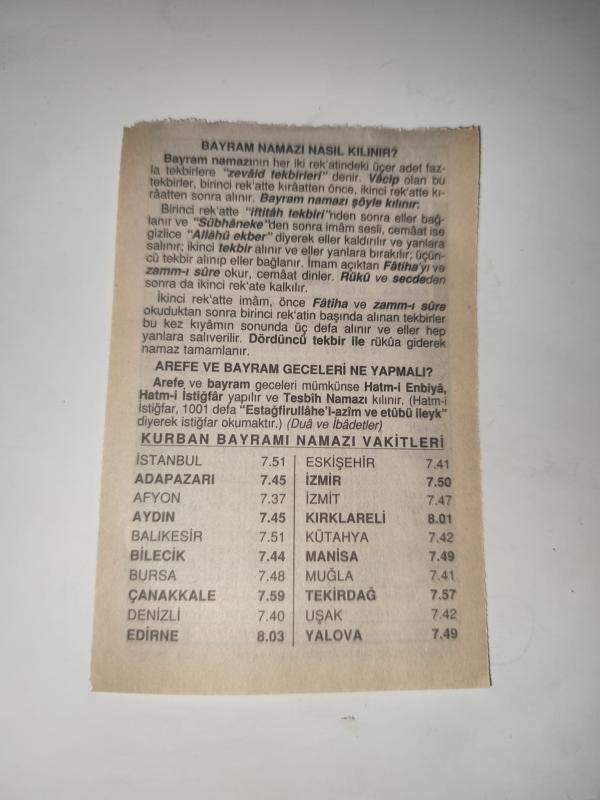 BAYRAM NAMAZI NASIL KILINIR?
Bayram namazının her iki rek'atindeki üçer adet faz-
la tekbirlere "zevâid tekbirleri" denir. Vâcip olan bu
tekbirler, birinci rek'atte kırâatten önce, ikinci rek'atte kı-
râatten sonra alınır. Bayram namazı şöyle kılınır:
Birinci rek'atte "iftitâh tekbiri"nden sonra eller bağ-
lanır ve "Sübhâneke"den sonra imâm sesli, cemâat ise
gizlice "Allâhü ekber" diyerek eller kaldırılır ve yanlara
salınır; ikinci tekbir alınır ve eller yanlara bırakılır; üçün-
cü tekbir alınıp eller bağlanır. İmam açıktan Fâtiha'yı ve
zamm-ı sûre okur, cemâat dinler. Rükû ve secdeden
sonra da ikinci rek'ate kalkılır.
İkinci rek'atte imâm, önce Fâtiha ve zamm-ı sûre
okuduktan sonra birinci rek'atin başında alınan tekbirler
bu kez kıyâmın sonunda üç defa alınır ve eller hep
yanlara salıverilir. Dördüncü tekbir ile rükûa giderek
namaz tamamlanır.
AREFE VE BAYRAM GECELERİ NE YAPMALI?
Arefe ve bayram geceleri mümkünse Hatm-i Enbiyâ,
Hatm-i İstiğfâr yapılır ve Tesbîh Namazı kılınır. (Hatm-i
İstiğfar, 1001 defa "Estağfirullâhe'l-azîm ve etûbü ileyk"
diyerek istiğfar okumaktır.) (Duâ ve İbâdetler)
KURBAN BAYRAMI NAMAZI VAKİTLERİ
İSTANBUL 7.51 ESKİŞEHİR 7.41
ADAPAZARI 7.45 İZMİR 7.50
AFYON 7.37 İZMİT 7.47
AYDIN 7.45 KIRKLARELİ 8.01
BALIKESİR 7.51 KÜTAHYA 7.42
BİLECİK 7.44 MANİSA 7.49
BURSA 7.48 MUĞLA 7.41
ÇANAKKALE 7.59 TEKİRDAĞ 7.57
DENİZLİ 7.40 UŞAK 7.42
EDİRNE 8.03 YALOVA 7.49